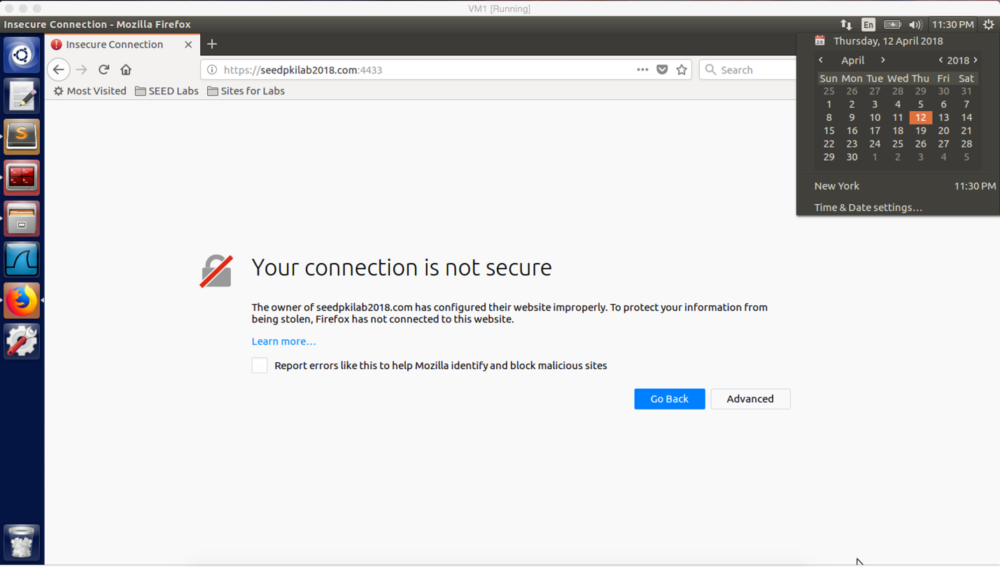 VM1 [Running]
Insecure Connection - Mozilla Firefox
En
11:30 PM
Insecure Connection
https://seedpkilab2018.com:4433
Search
Most Visited SEED Labs Sites for Labs
28 Thursday, 12 April 2018
April 2018
Sun Mon Tue Wed Thu Fri Sat
25 26 27 28 29 30 31
1 2 3 4 5 6 7
8 9 10 11 12 13 14
15 16 17 18 19 20 21
22 23 24 25 26 27 28
29 30 1 2 3 4 5
New York 11:30 PM
Time & Date settings...
Your connection is not secure
The owner of seedpkilab2018.com has configured their website improperly. To protect your information from
being stolen, Firefox has not connected to this website.
Learn more...
Report errors like this to help Mozilla identify and block malicious sites
Go Back Advanced